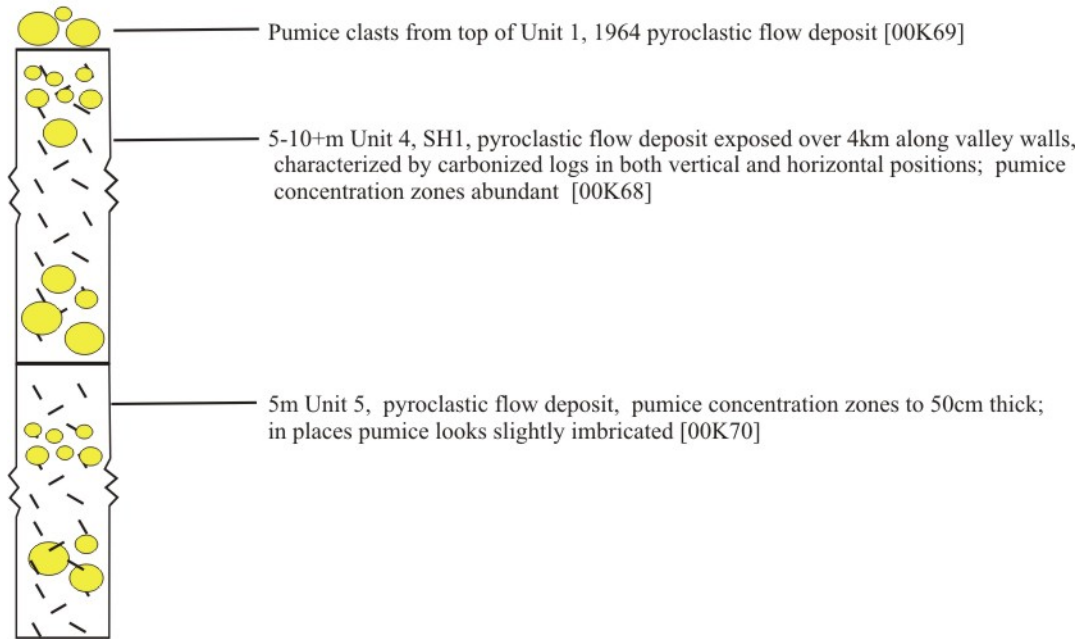 Pumice clasts from top of Unit 1, 1964 pyroclastic flow deposit [00K69]
5-10+m Unit 4, SH1, pyroclastic flow deposit exposed over 4km along valley walls,
characterized by carbonized logs in both vertical and horizontal positions; pumice
concentration zones abundant [00K68]
5m Unit 5, pyroclastic flow deposit, pumice concentration zones to 50cm thick;
in places pumice looks slightly imbricated [00K70]